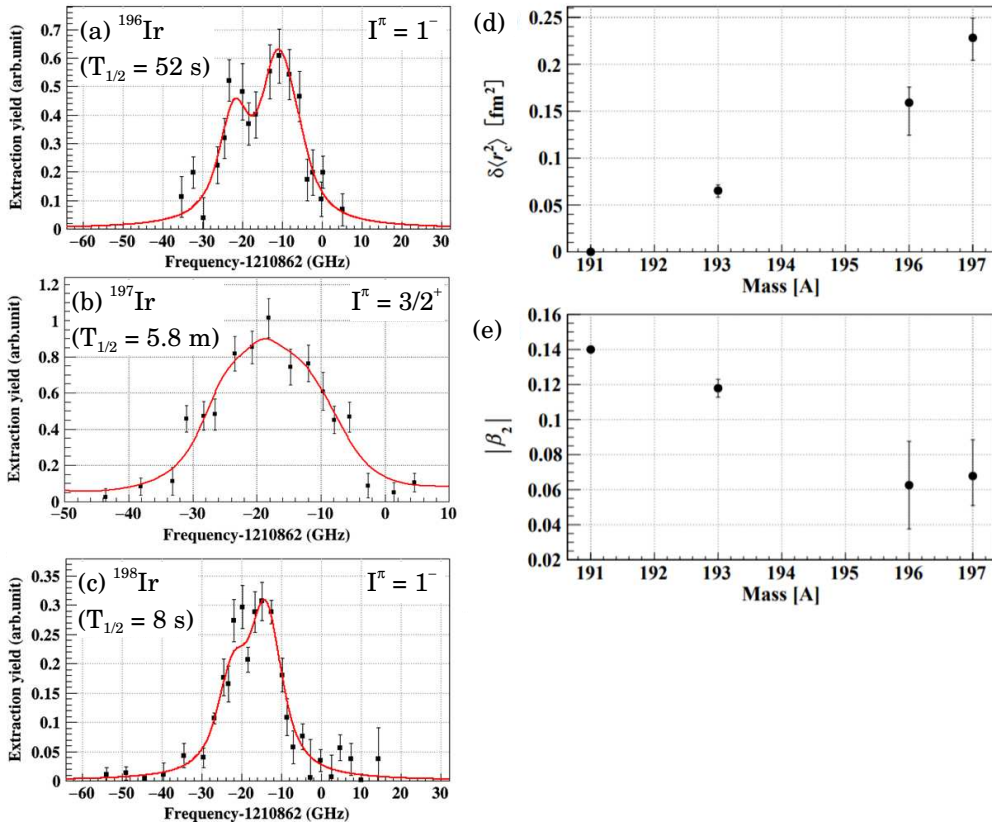 (a) ¹⁹⁶Ir
(T₁/₂ = 52 s)
I^π = 1⁻
Extraction yield (arb.unit)
0.7
0.6
0.5
0.4
0.3
0.2
0.1
0
−60 −50 −40 −30 −20 −10 0 10 20 30
Frequency-1210862 (GHz)
(b) ¹⁹⁷Ir
(T₁/₂ = 5.8 m)
I^π = 3/2⁺
Extraction yield (arb.unit)
1.2
1
0.8
0.6
0.4
0.2
0
−50 −40 −30 −20 −10 0 10
Frequency-1210862 (GHz)
(c) ¹⁹⁸Ir
(T₁/₂ = 8 s)
I^π = 1⁻
Extraction yield (arb.unit)
0.35
0.3
0.25
0.2
0.15
0.1
0.05
0
−60 −50 −40 −30 −20 −10 0 10 20 30
Frequency-1210862 (GHz)
(d)
δ⟨r_c²⟩ [fm²]
0.25
0.2
0.15
0.1
0.05
0
191 192 193 194 195 196 197
Mass [A]
(e)
|β₂|
0.16
0.14
0.12
0.1
0.08
0.06
0.04
0.02
191 192 193 194 195 196 197
Mass [A]